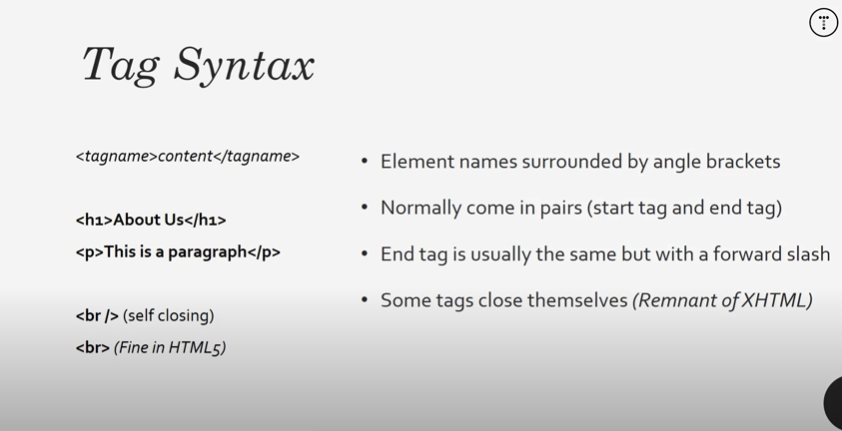 Tag Syntax
<tagname>content</tagname>
<h1>About Us</h1>
<p>This is a paragraph</p>
<br /> (self closing)
<br> (Fine in HTML5)
• Element names surrounded by angle brackets
• Normally come in pairs (start tag and end tag)
• End tag is usually the same but with a forward slash
• Some tags close themselves (Remnant of XHTML)